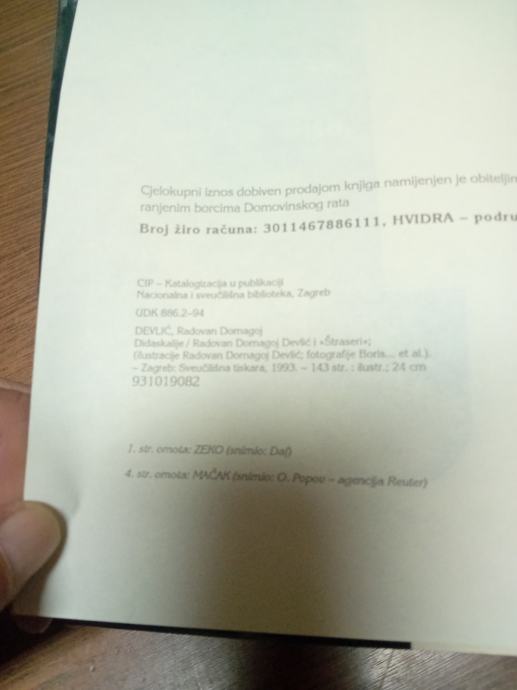 Cjelokupni iznos dobiven prodajom knjiga namijenjen je obiteljim
ranjenim borcima Domovinskog rata
Broj žiro računa: 3011467886111, HVIDRA – podru
CIP – Katalogizacija u publikaciji
Nacionalna i sveučilišna biblioteka, Zagreb
UDK 886.2–94
DEVLIĆ, Radovan Domagoj
Didaskalije / Radovan Domagoj Devlić i »Štraseri»;
(ilustracije Radovan Domagoj Devlić; fotografije Boris... et al.).
– Zagreb: Sveučilišna tiskara, 1993. – 143 str. : ilustr.; 24 cm
931019082
1. str. omota: ZEKO (snimio: Daf)
4. str. omota: MAČAK (snimio: O. Popov – agencija Reuter)